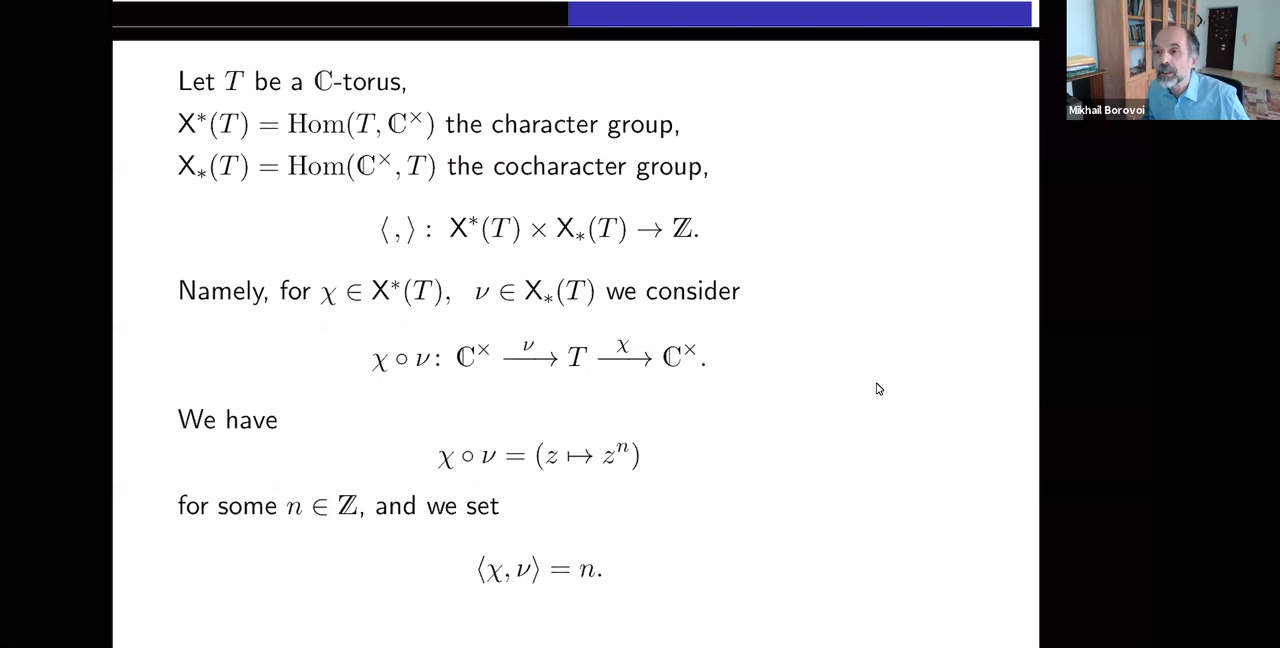 Let T be a ℂ-torus,
X*(T) = Hom(T, ℂ×) the character group,
X∗(T) = Hom(ℂ×, T) the cocharacter group,
⟨ , ⟩ : X*(T) × X∗(T) → ℤ.
Namely, for χ ∈ X*(T), ν ∈ X∗(T) we consider
χ ∘ ν : ℂ× —ν→ T —χ→ ℂ×.
We have
χ ∘ ν = (z ↦ zⁿ)
for some n ∈ ℤ, and we set
⟨χ, ν⟩ = n.
Mikhail Borovoi